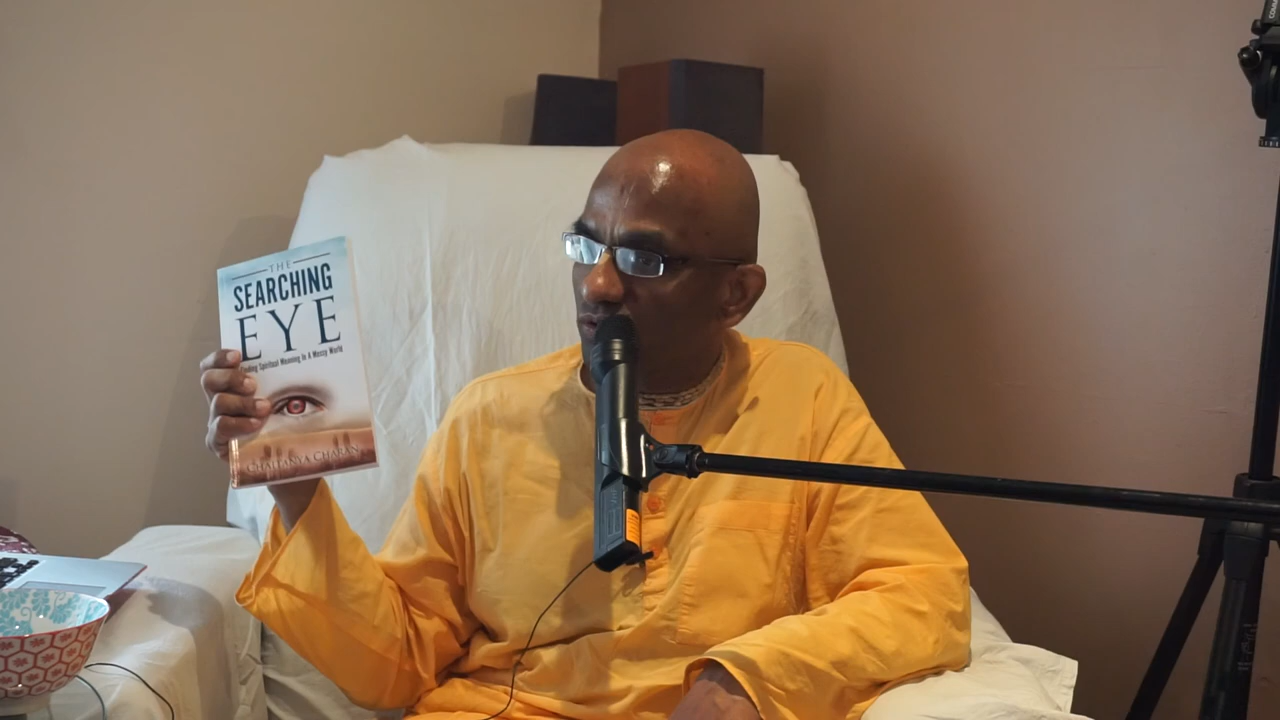 THE
SEARCHING
EYE
Finding Spiritual Meaning In A Messy World
CHAITANYA CHARAN